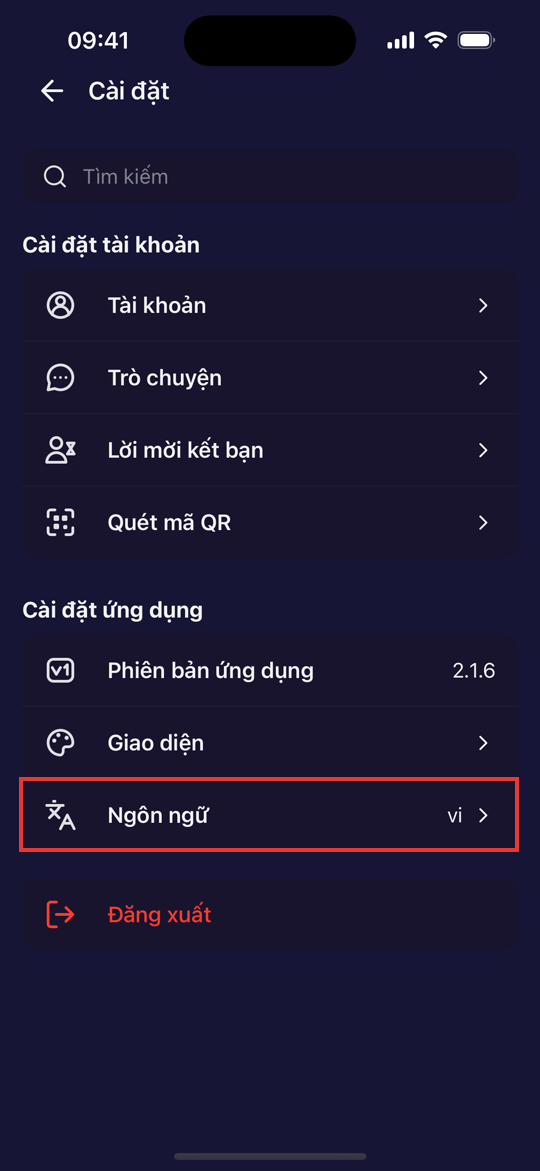 09:41
Cài đặt
Tìm kiếm
Cài đặt tài khoản
Tài khoản
Trò chuyện
Lời mời kết bạn
Quét mã QR
Cài đặt ứng dụng
v1 Phiên bản ứng dụng 2.1.6
Giao diện
Ngôn ngữ vi
Đăng xuất